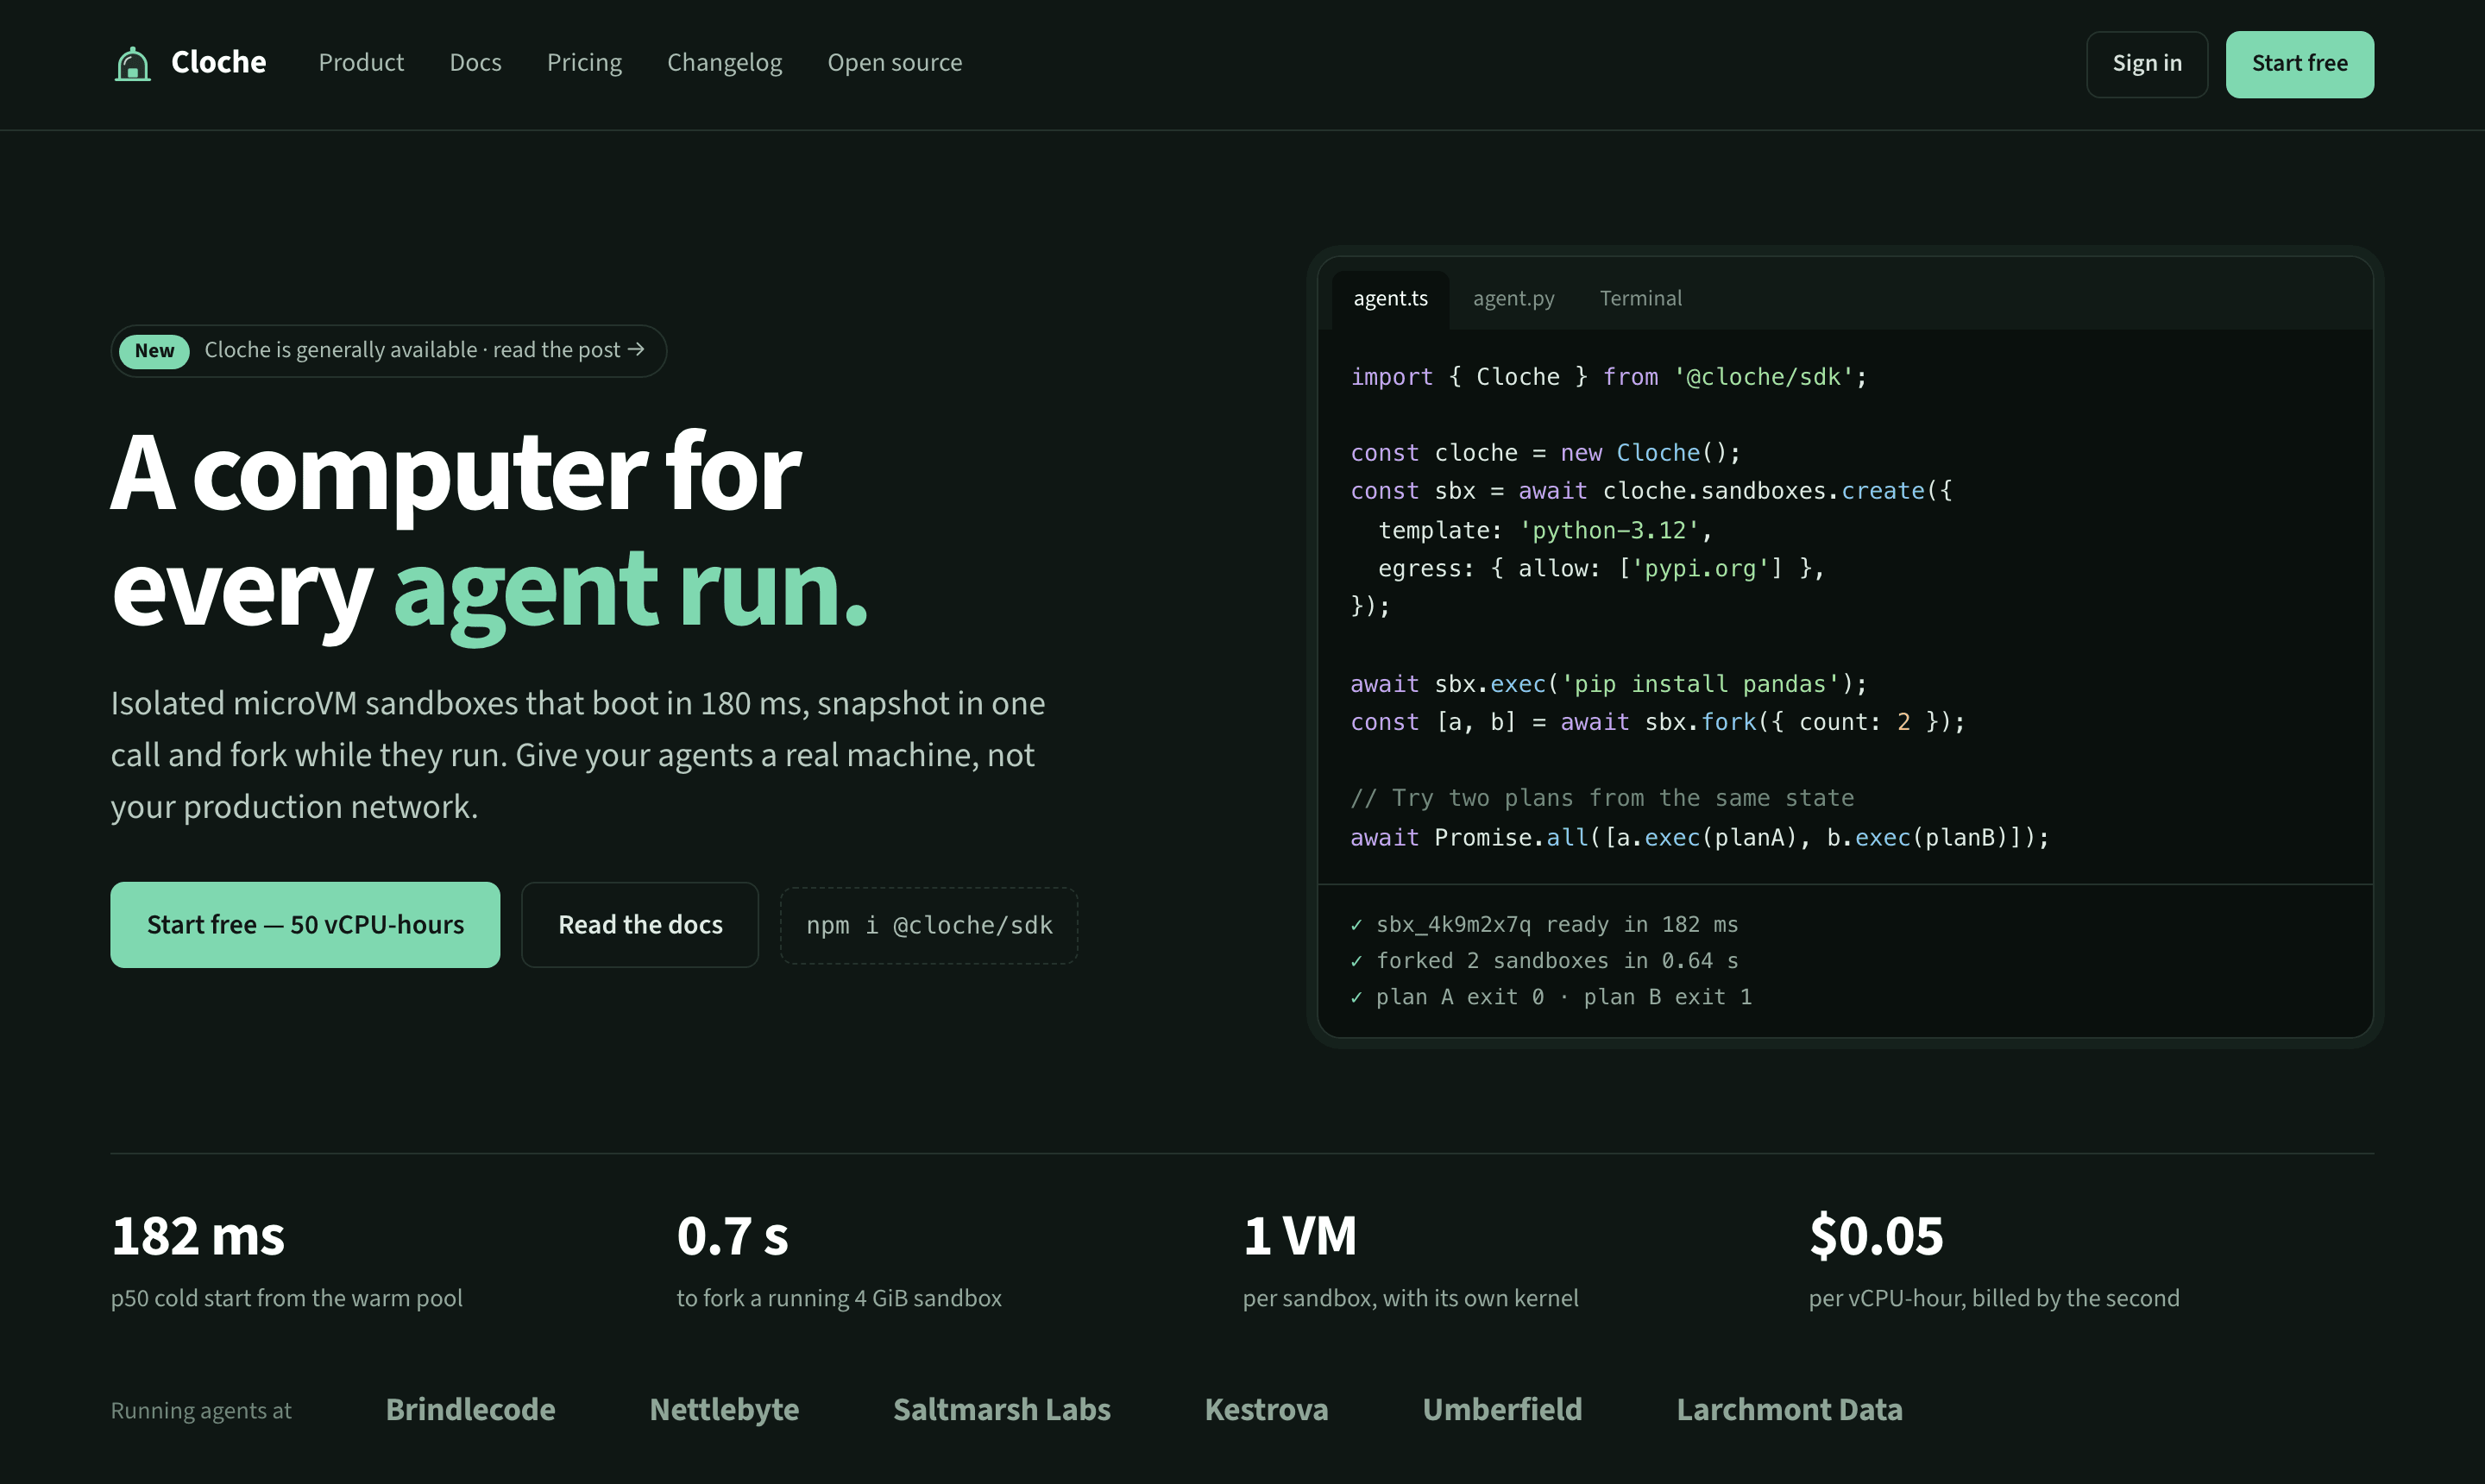 Cloche
Product
Docs
Pricing
Changelog
Open source
Sign in
Start free
New
Cloche is generally available · read the post →
A computer for
every agent run.
Isolated microVM sandboxes that boot in 180 ms, snapshot in one
call and fork while they run. Give your agents a real machine, not
your production network.
Start free — 50 vCPU-hours
Read the docs
npm i @cloche/sdk
agent.ts
agent.py
Terminal
import { Cloche } from '@cloche/sdk';
const cloche = new Cloche();
const sbx = await cloche.sandboxes.create({
  template: 'python-3.12',
  egress: { allow: ['pypi.org'] },
});
await sbx.exec('pip install pandas');
const [a, b] = await sbx.fork({ count: 2 });
// Try two plans from the same state
await Promise.all([a.exec(planA), b.exec(planB)]);
✓ sbx_4k9m2x7q ready in 182 ms
✓ forked 2 sandboxes in 0.64 s
✓ plan A exit 0 · plan B exit 1
182 ms
p50 cold start from the warm pool
0.7 s
to fork a running 4 GiB sandbox
1 VM
per sandbox, with its own kernel
$0.05
per vCPU-hour, billed by the second
Running agents at
Brindlecode
Nettlebyte
Saltmarsh Labs
Kestrova
Umberfield
Larchmont Data